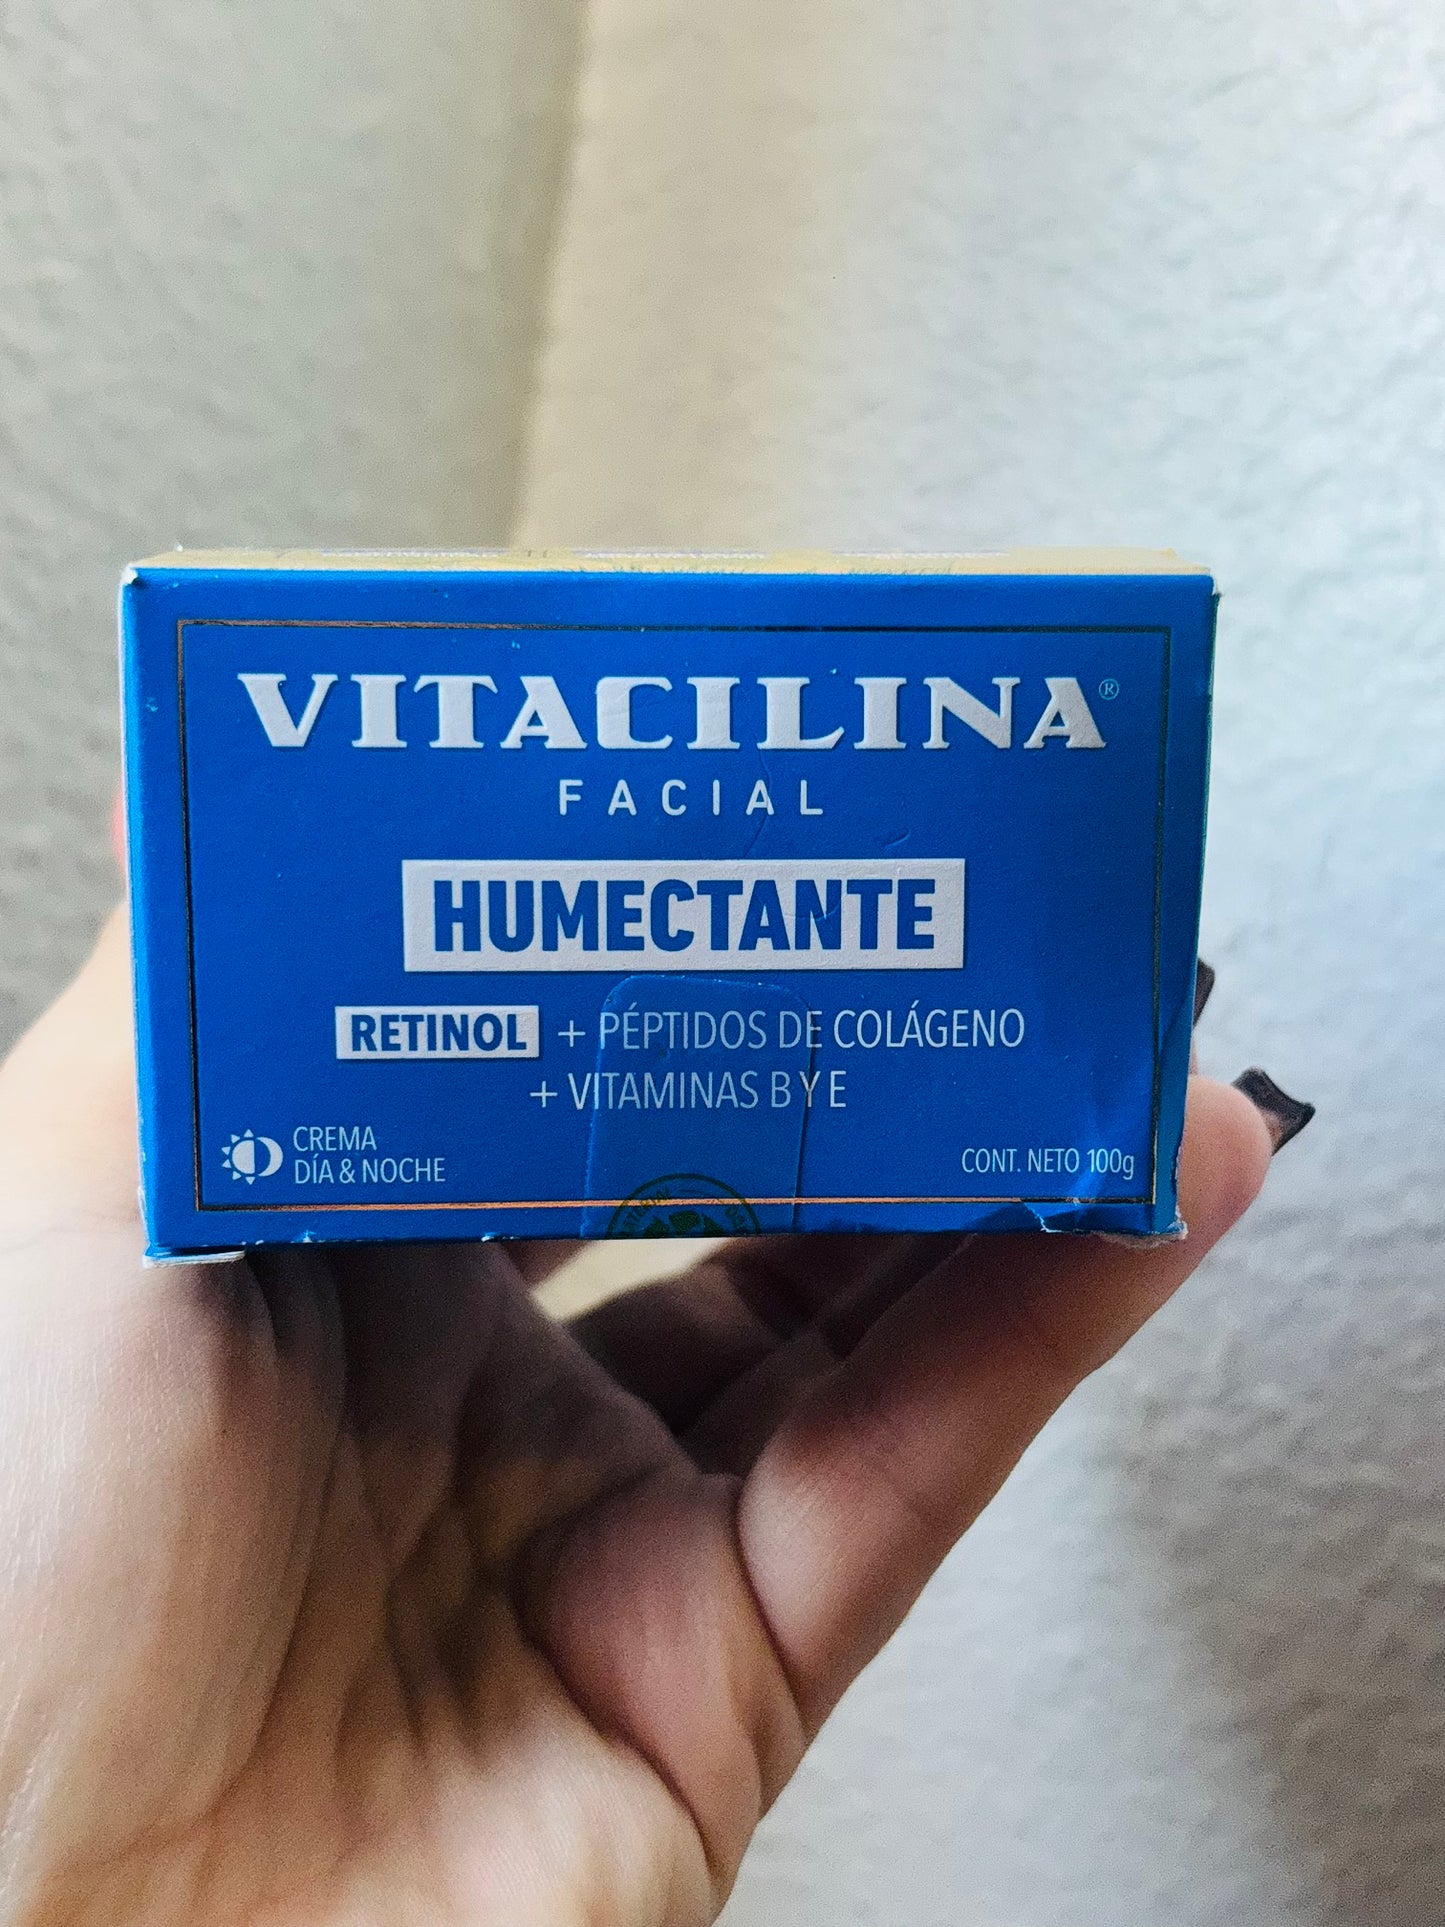 VITACILINA®
FACIAL
HUMECTANTE
RETINOL + PÉPTIDOS DE COLÁGENO
+ VITAMINAS B Y E
CREMA
DÍA & NOCHE
CONT. NETO 100g